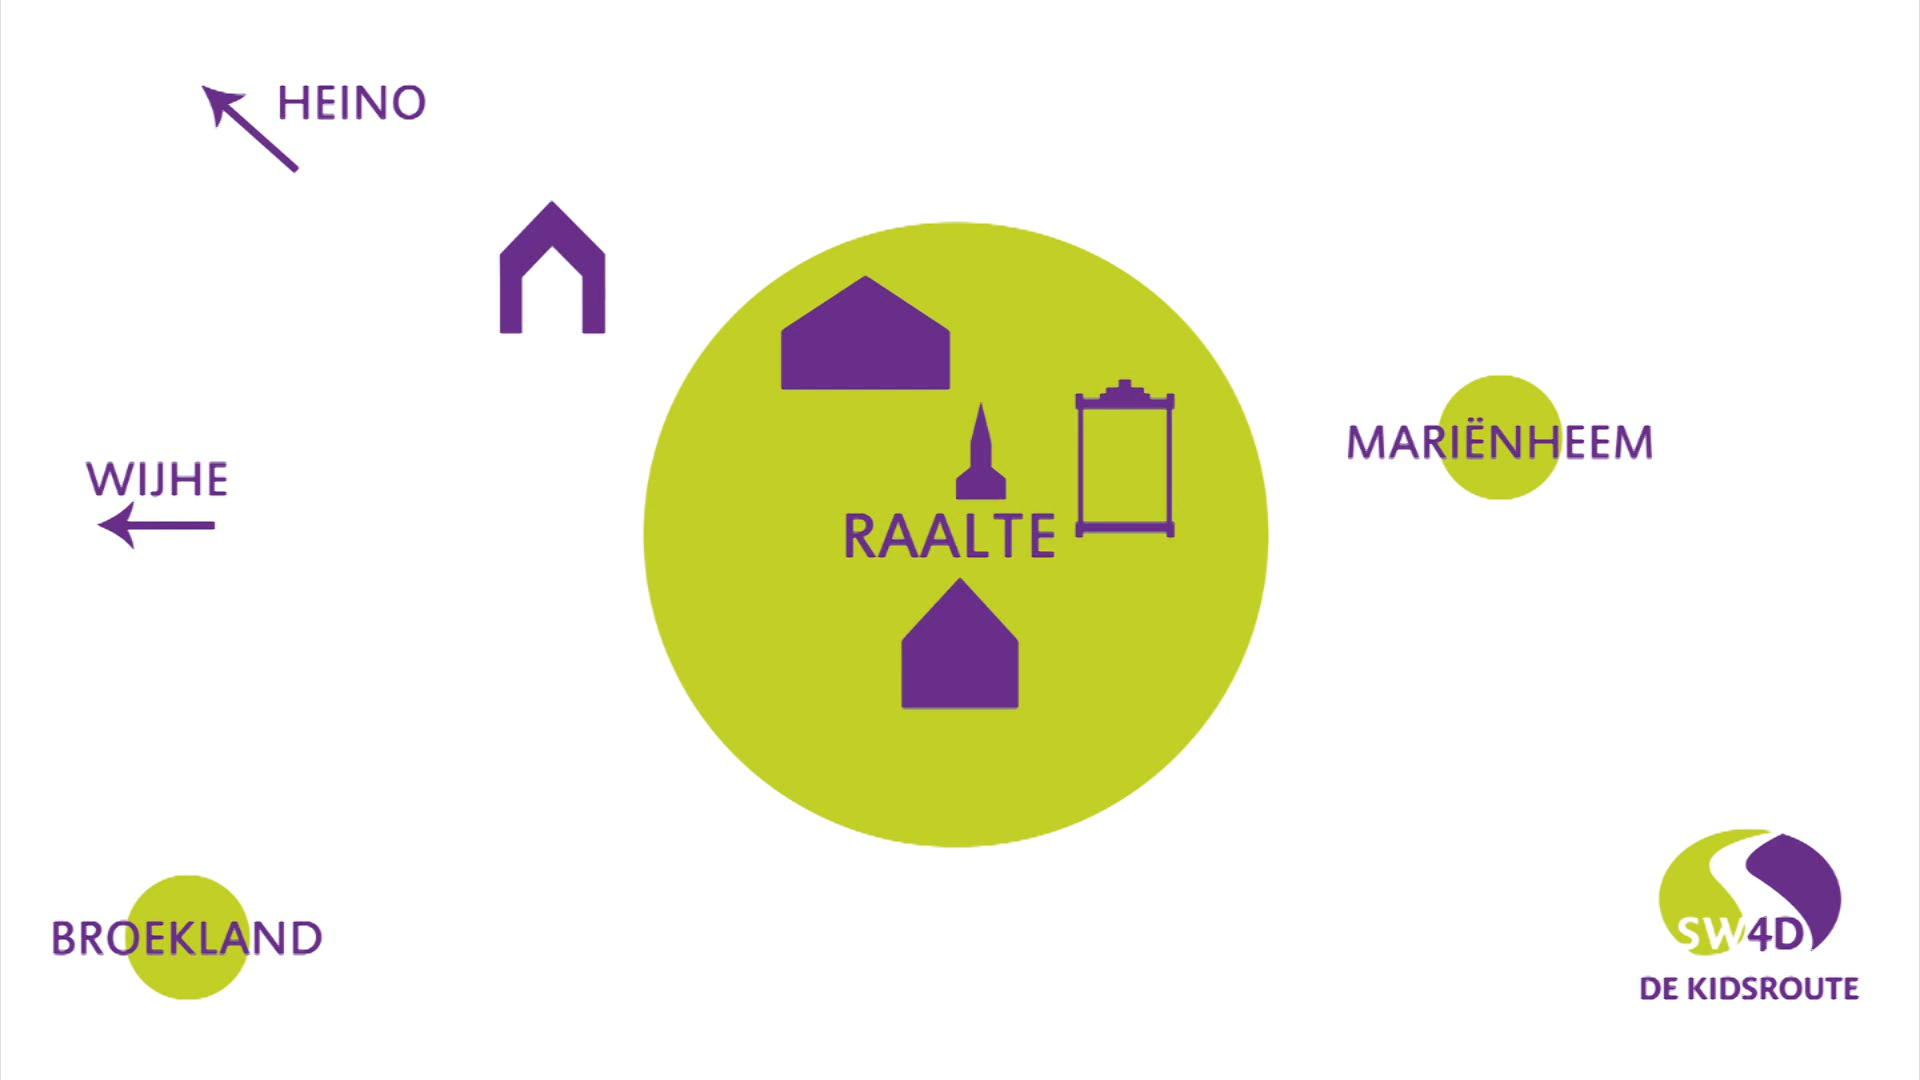 HEINO
MARIËNHEEM
WIJHE
RAALTE
BROEKLAND
SW4D
DE KIDSROUTE